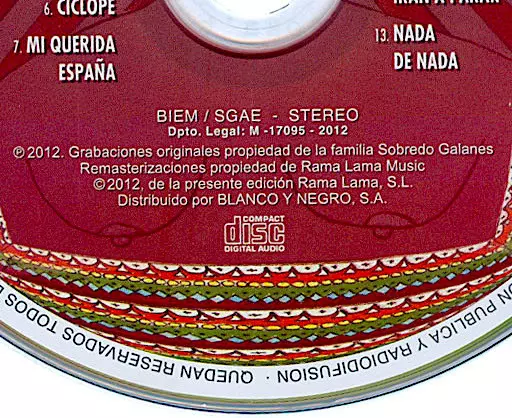 6. CICLOPE
7. MI QUERIDA
ESPAÑA
13. NADA
DE NADA
BIEM / SGAE - STEREO
Dpto. Legal: M -17095 - 2012
℗ 2012. Grabaciones originales propiedad de la familia Sobredo Galanes
Remasterizaciones propiedad de Rama Lama Music
© 2012, de la presente edición Rama Lama, S.L.
Distribuido por BLANCO Y NEGRO, S.A.
COMPACT
disc
DIGITAL AUDIO
PUBLICA Y RADIODIFUSION · QUEDAN RESERVADOS TODOS